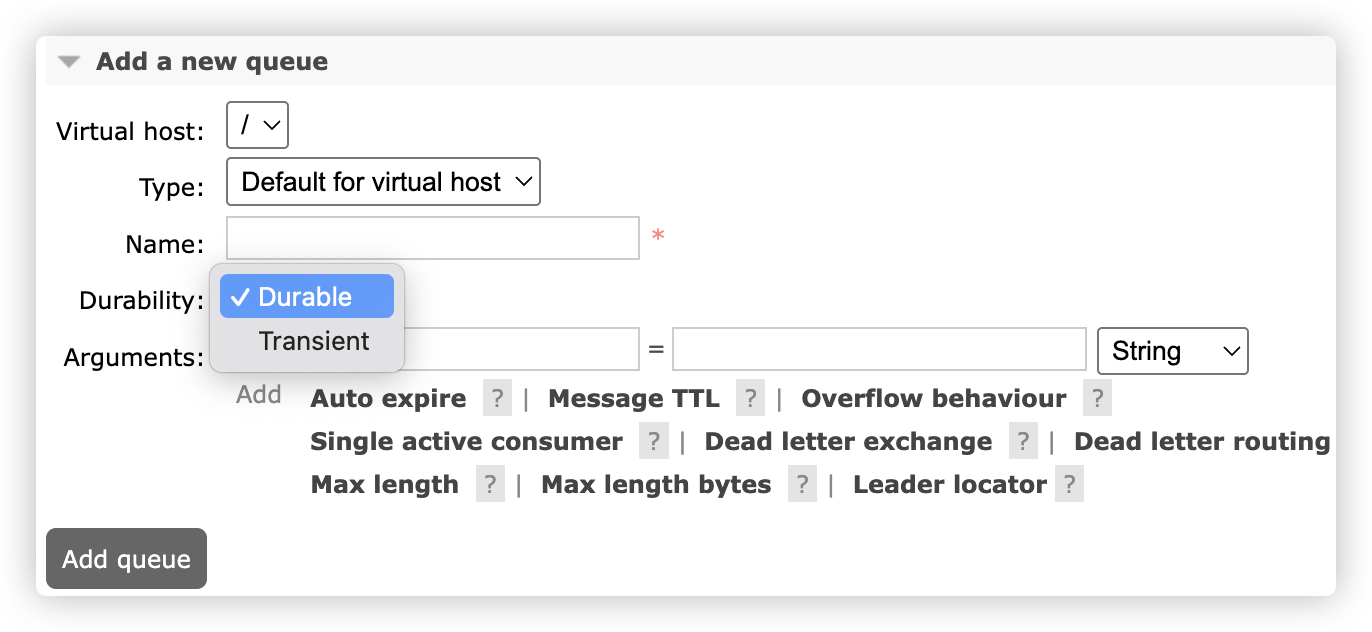 Add a new queue
Virtual host: /
Type: Default for virtual host
Name: *
Durability: ✓ Durable
Transient
Arguments: = String
Add Auto expire ? | Message TTL ? | Overflow behaviour ?
Single active consumer ? | Dead letter exchange ? | Dead letter routing
Max length ? | Max length bytes ? | Leader locator ?
Add queue